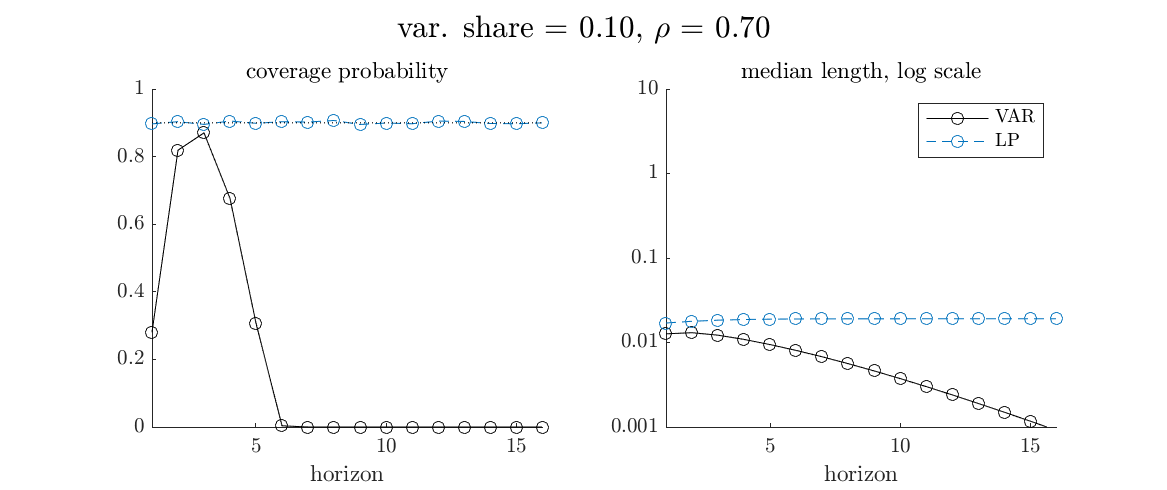 var. share = 0.10, ρ = 0.70
coverage probability
1
0.8
0.6
0.4
0.2
0
5
10
15
horizon
median length, log scale
10
1
0.1
0.01
0.001
5
10
15
horizon
VAR
LP